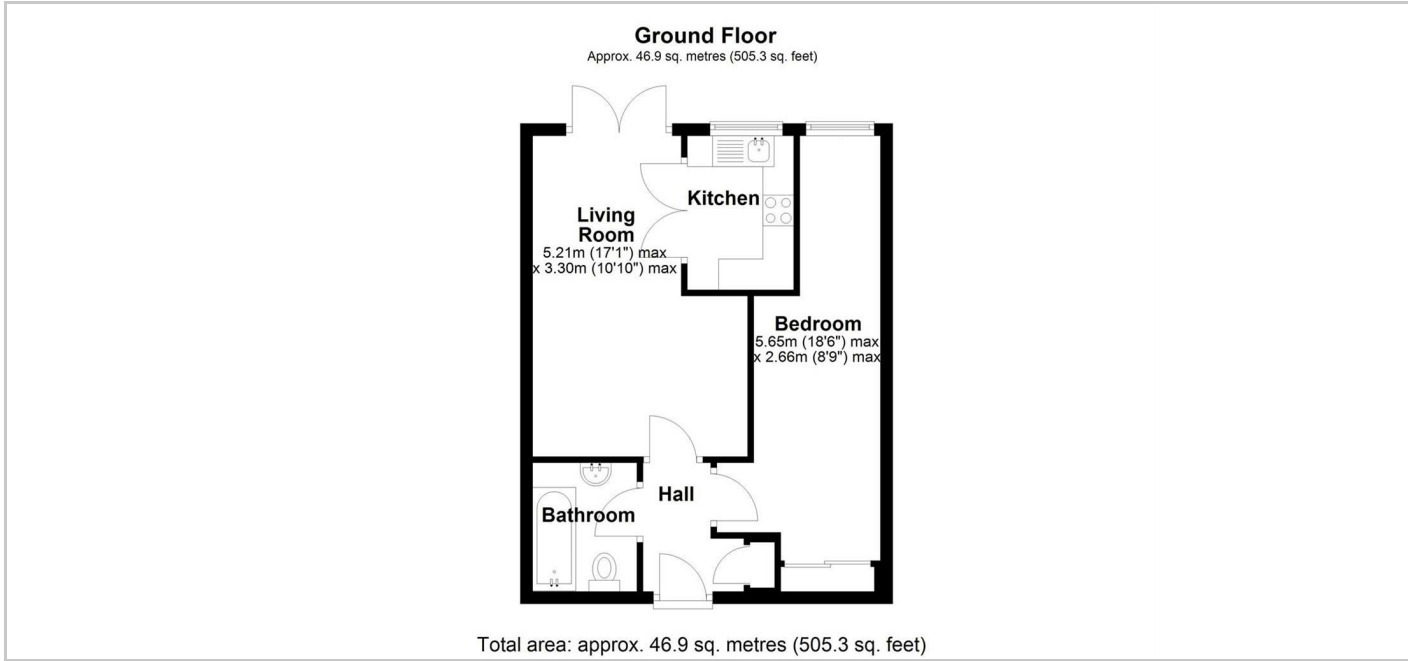 Ground Floor
Approx. 46.9 sq. metres (505.3 sq. feet)
Kitchen
Living
Room
5.21m (17'1") max
x 3.30m (10'10") max
Bedroom
5.65m (18'6") max
x 2.66m (8'9") max
Hall
Bathroom
Total area: approx. 46.9 sq. metres (505.3 sq. feet)